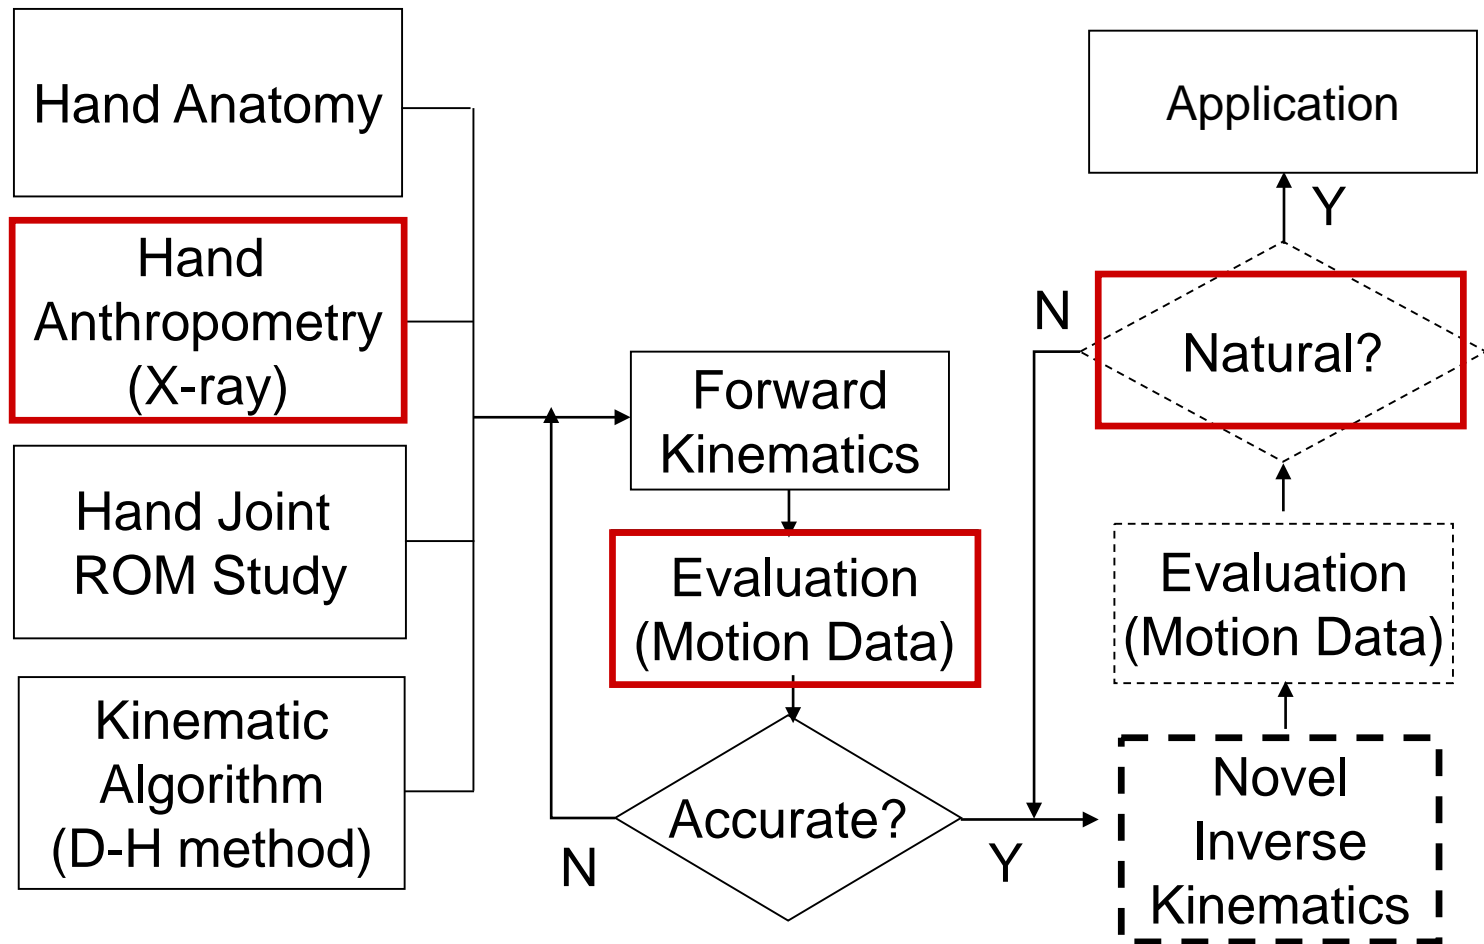 Hand Anatomy
Hand
Anthropometry
(X-ray)
Hand Joint
ROM Study
Kinematic
Algorithm
(D-H method)
Forward
Kinematics
Evaluation
(Motion Data)
Accurate?
N
Y
Novel
Inverse
Kinematics
Evaluation
(Motion Data)
Natural?
N
Y
Application